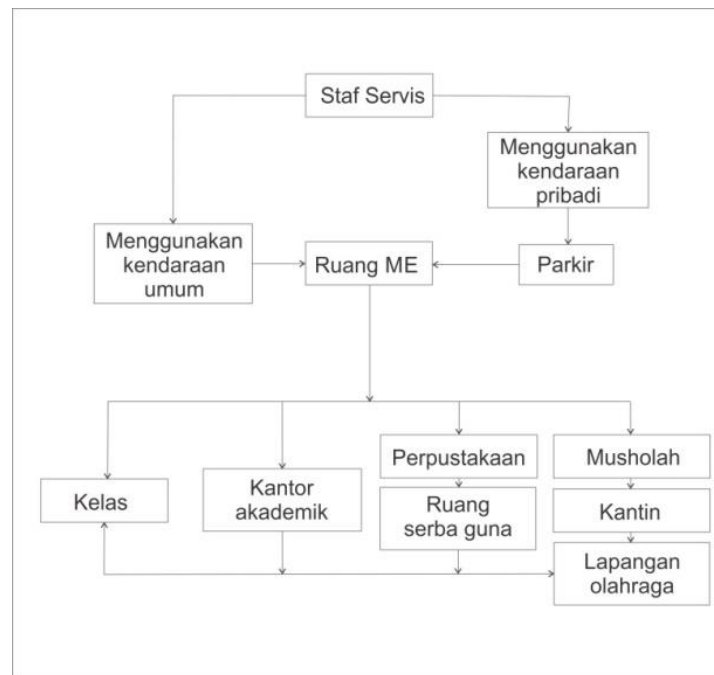 Staf Servis
Menggunakan
kendaraan
pribadi
Menggunakan
kendaraan
umum
Ruang ME
Parkir
Kelas
Kantor
akademik
Perpustakaan
Ruang
serba guna
Musholah
Kantin
Lapangan
olahraga